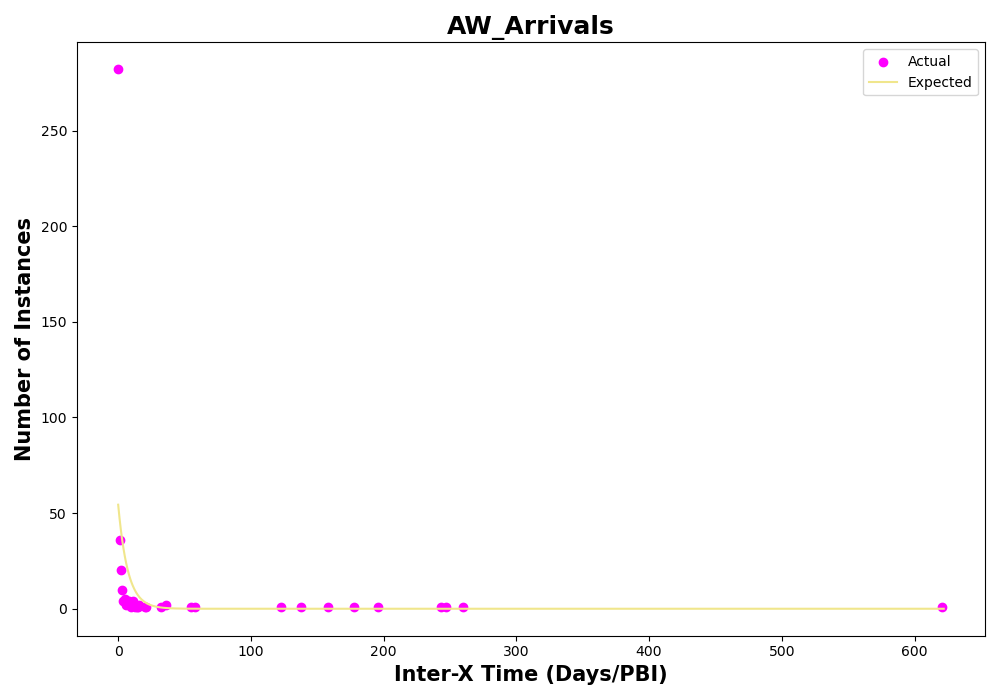 AW_Arrivals
Actual
Expected
Number of Instances
250
200
150
100
50
0
0 100 200 300 400 500 600
Inter-X Time (Days/PBI)